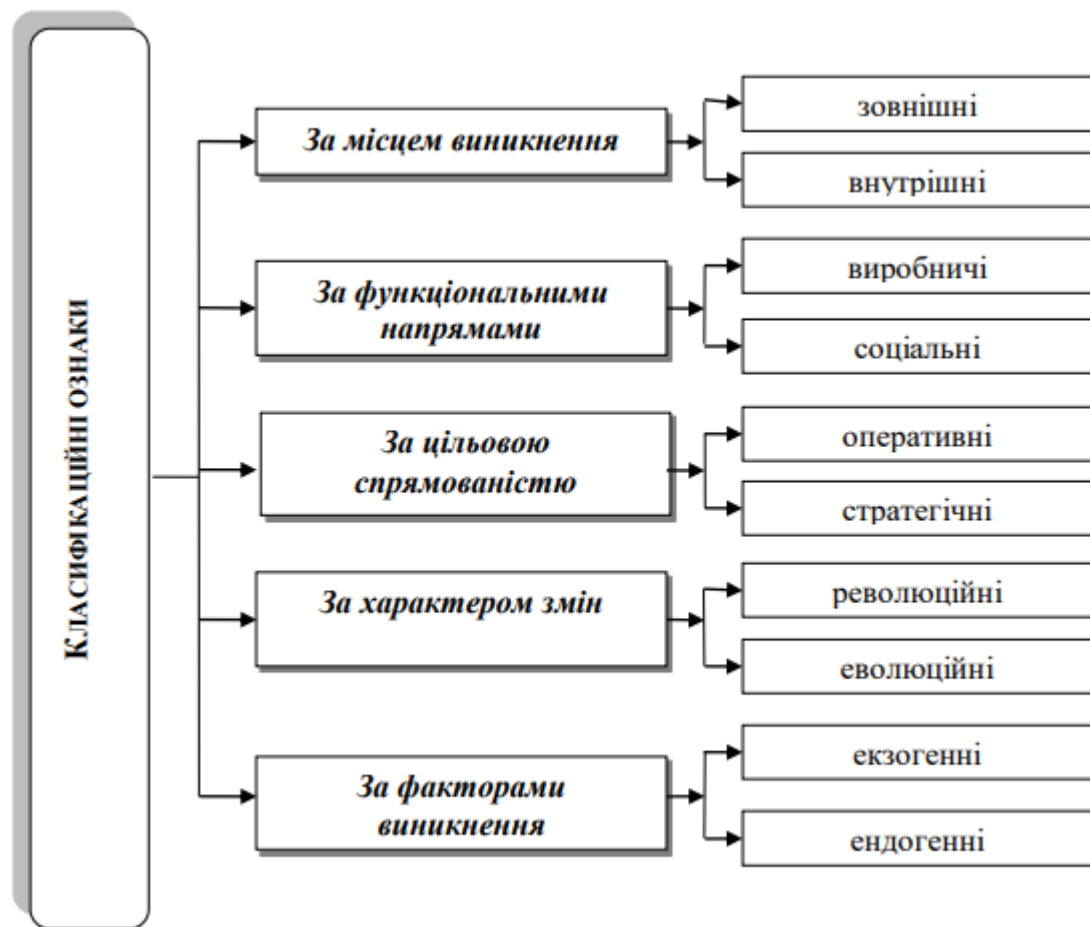 КЛАСИФІКАЦІЙНІ ОЗНАКИ
За місцем виникнення
зовнішні
внутрішні
За функціональними
напрямами
виробничі
соціальні
За цільовою
спрямованістю
оперативні
стратегічні
За характером змін
революційні
еволюційні
За факторами
виникнення
екзогенні
ендогенні